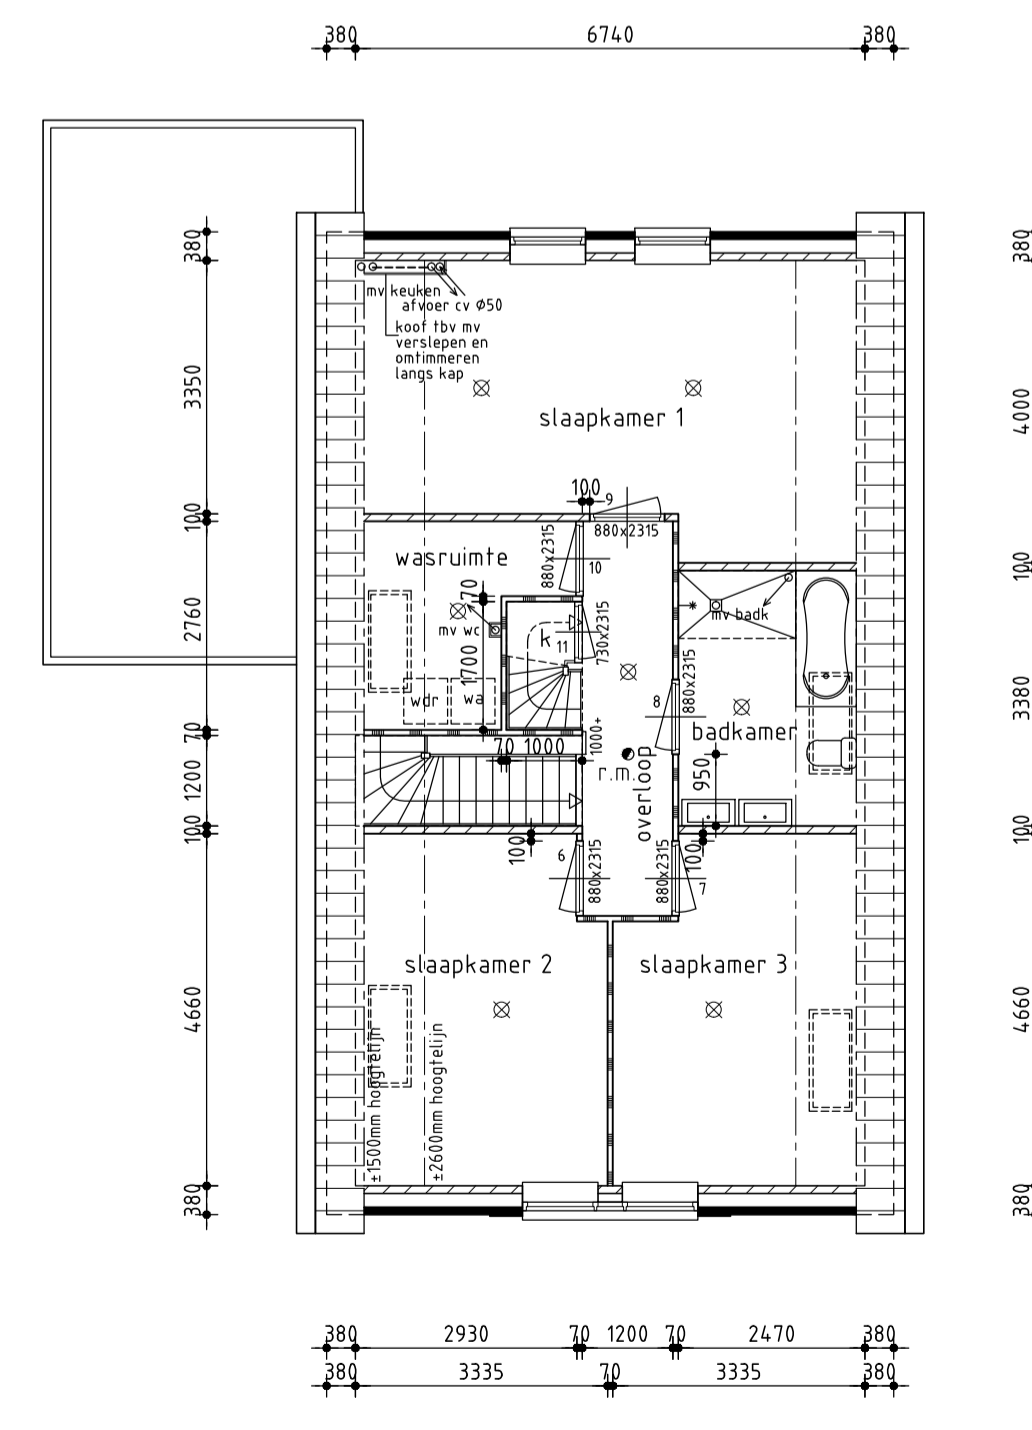 380 6740 380
380
3350
100
2760
70
1200
100
4660
380
mv keuken
afvoer cv Ø50
koof tbv mv
verslepen en
omtimmeren
langs kap
slaapkamer 1
100
9
880x2315
wasruimte
880x2315
10
70
mv wc
1700
k
11
730x2315
wdr
wa
70 1000
1000+
r.m.
overloop
8
880x2315
mv badk
badkamer
950
100
6
880x2315
880x2315
7
100
slaapkamer 2
slaapkamer 3
±1500mm hoogtelijn
±2600mm hoogtelijn
380
4000
100
3380
100
4660
380
380 2930 70 1200 70 2470 380
380 3335 70 3335 380